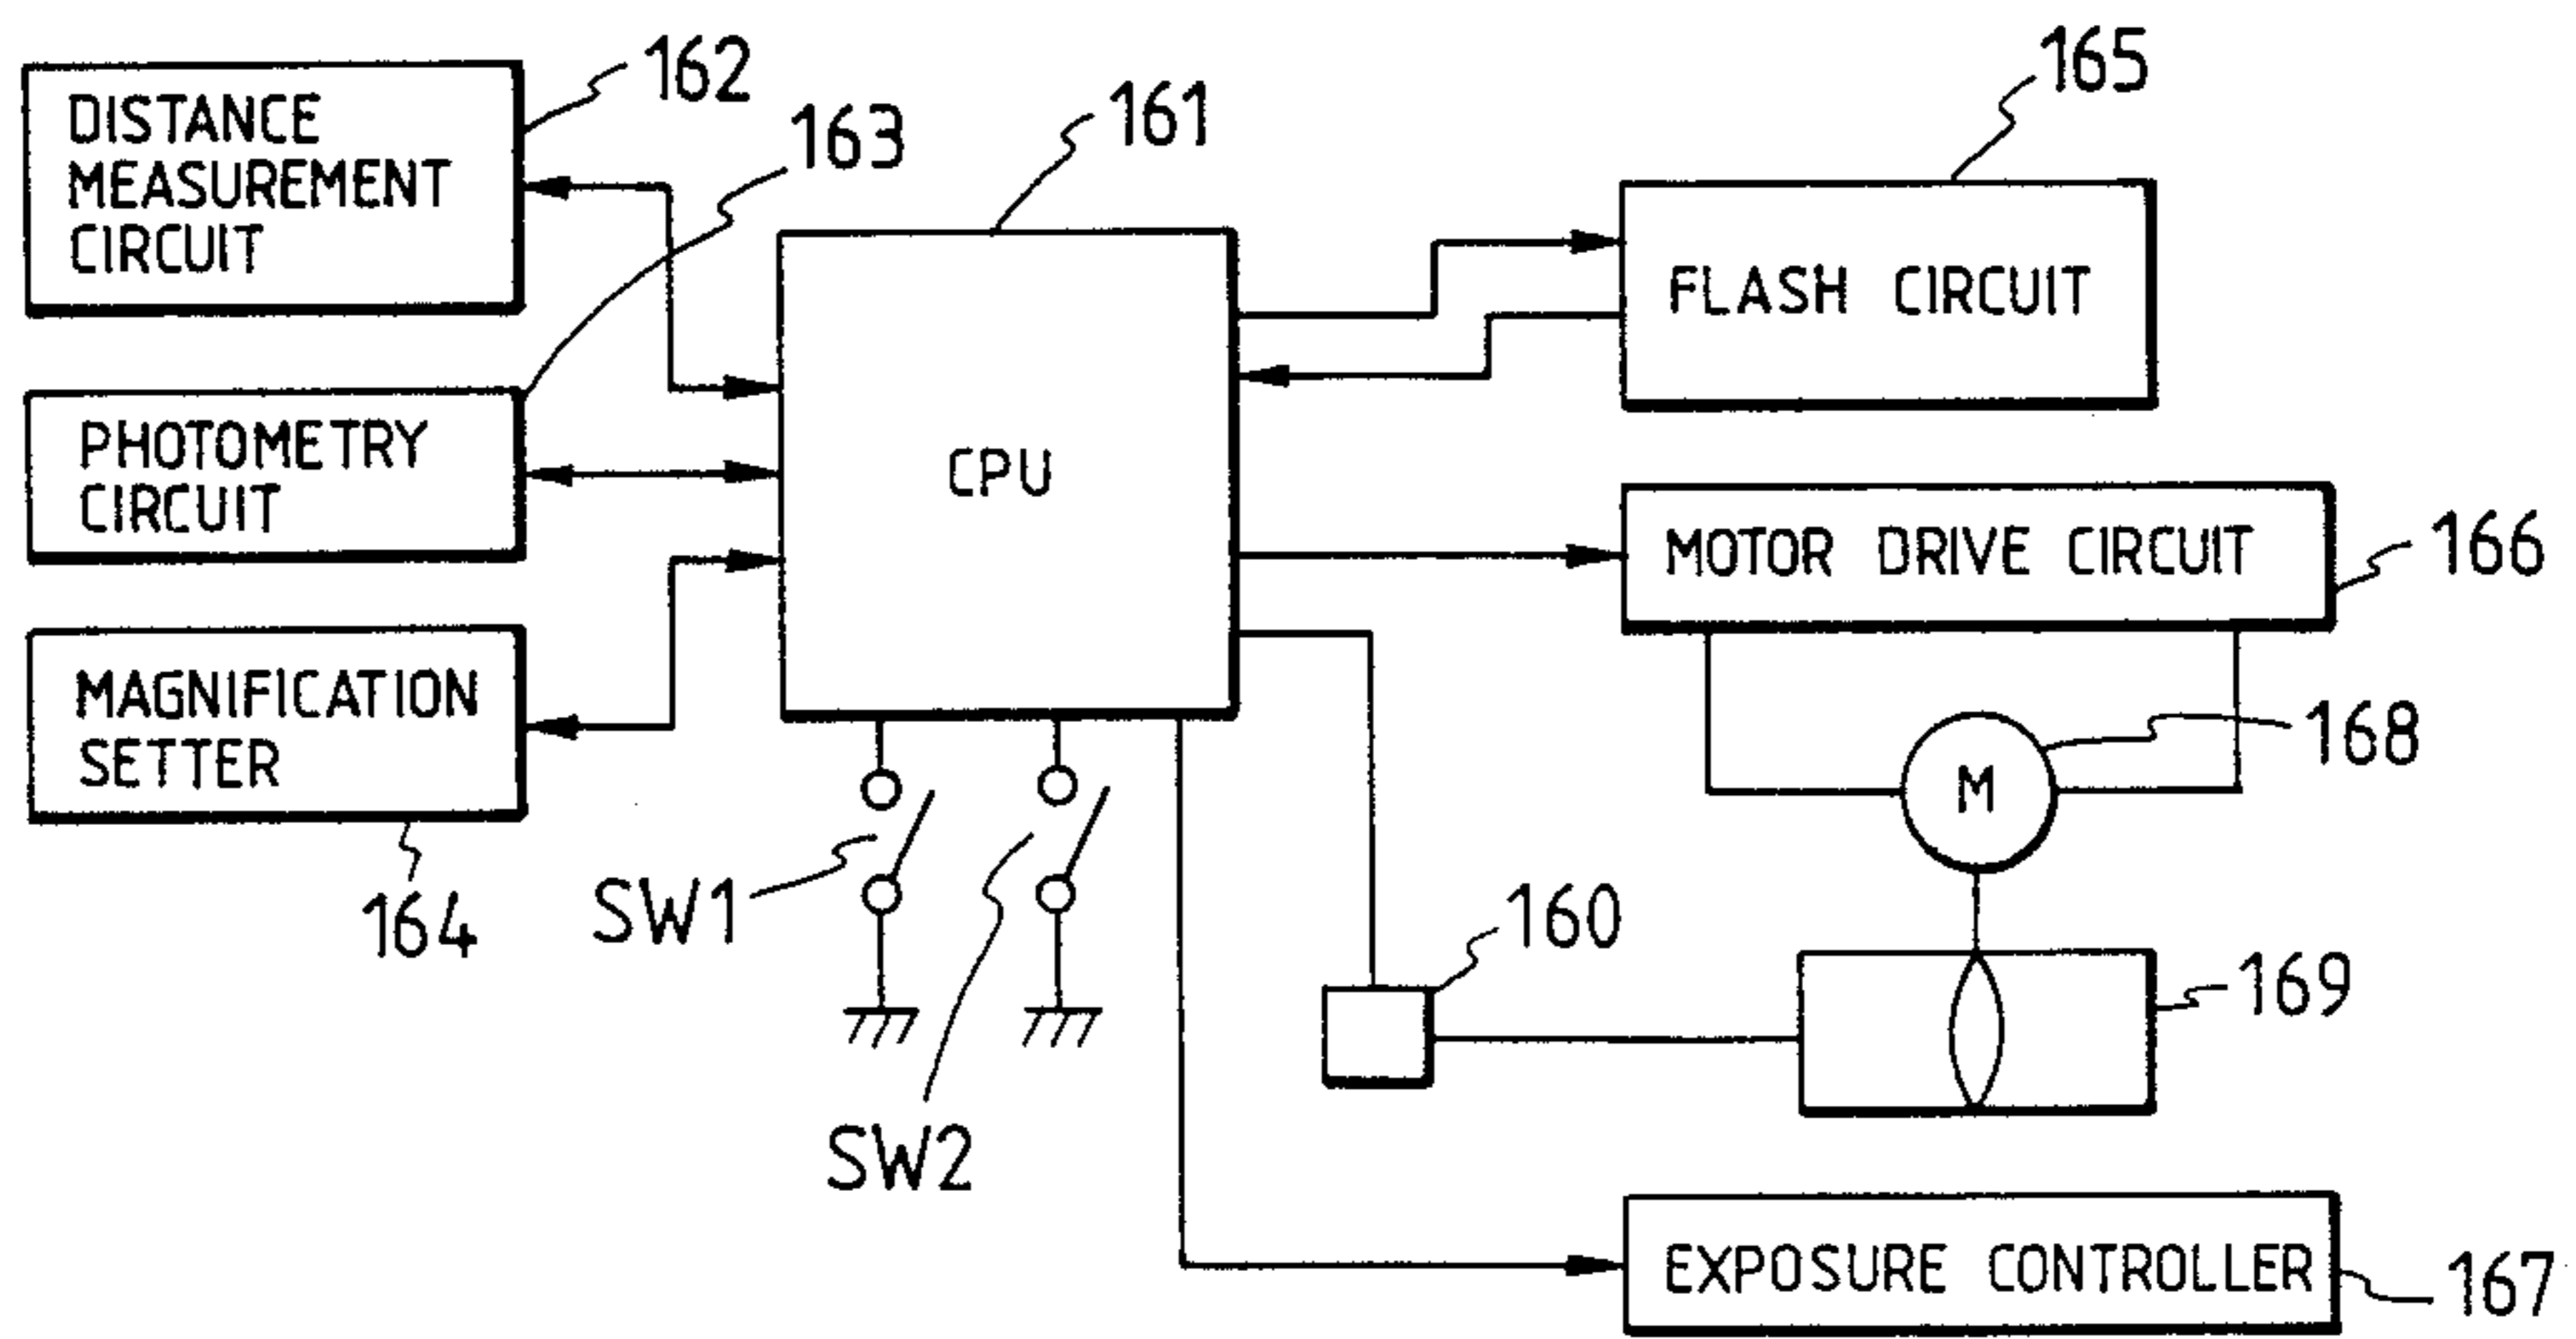 DISTANCE
MEASUREMENT
CIRCUIT
162
163
161
165
FLASH CIRCUIT
PHOTOMETRY
CIRCUIT
CPU
MOTOR DRIVE CIRCUIT
166
MAGNIFICATION
SETTER
164
SW1
SW2
M
168
160
169
EXPOSURE CONTROLLER
167